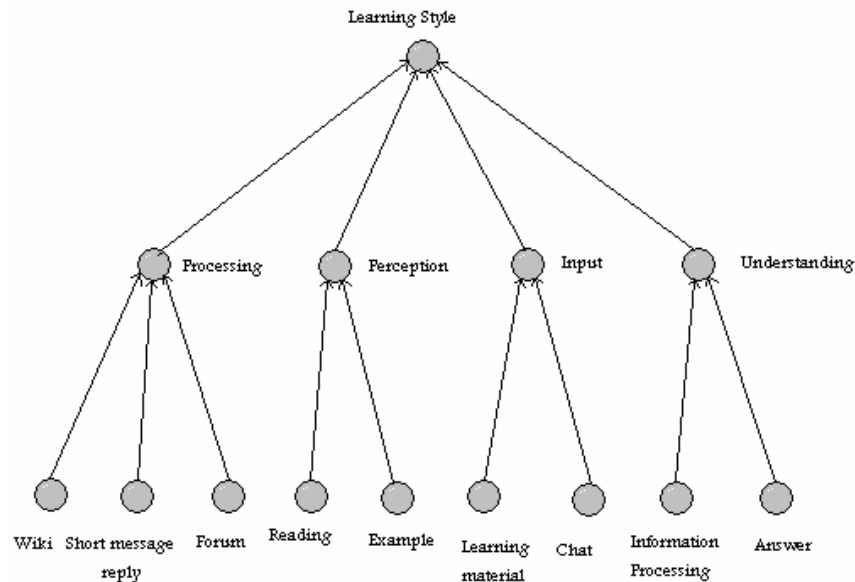 Learning Style
Processing
Perception
Input
Understanding
Wiki
Short message
reply
Forum
Reading
Example
Learning
material
Chat
Information
Processing
Answer